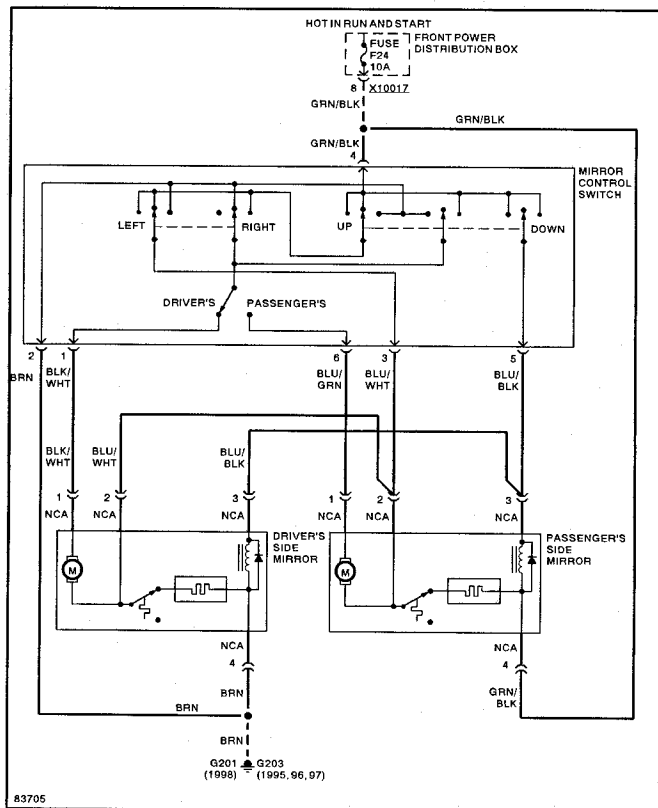 HOT IN RUN AND START
FUSE
F24
10A
FRONT POWER
DISTRIBUTION BOX
8 X10017
GRN/BLK
GRN/BLK
GRN/BLK
4
MIRROR
CONTROL
SWITCH
LEFT RIGHT UP DOWN
DRIVER'S PASSENGER'S
2 1 6 3 5
BRN
BLK/
WHT
BLU/
GRN
BLU/
WHT
BLU/
BLK
BLK/
WHT
BLU/
WHT
BLU/
BLK
1 2 3 1 2 3
NCA NCA NCA NCA NCA NCA
DRIVER'S
SIDE
MIRROR
PASSENGER'S
SIDE
MIRROR
M M
NCA NCA
4 4
BRN
GRN/
BLK
BRN
BRN
G201 G203
(1998) (1995, 96, 97)
83705